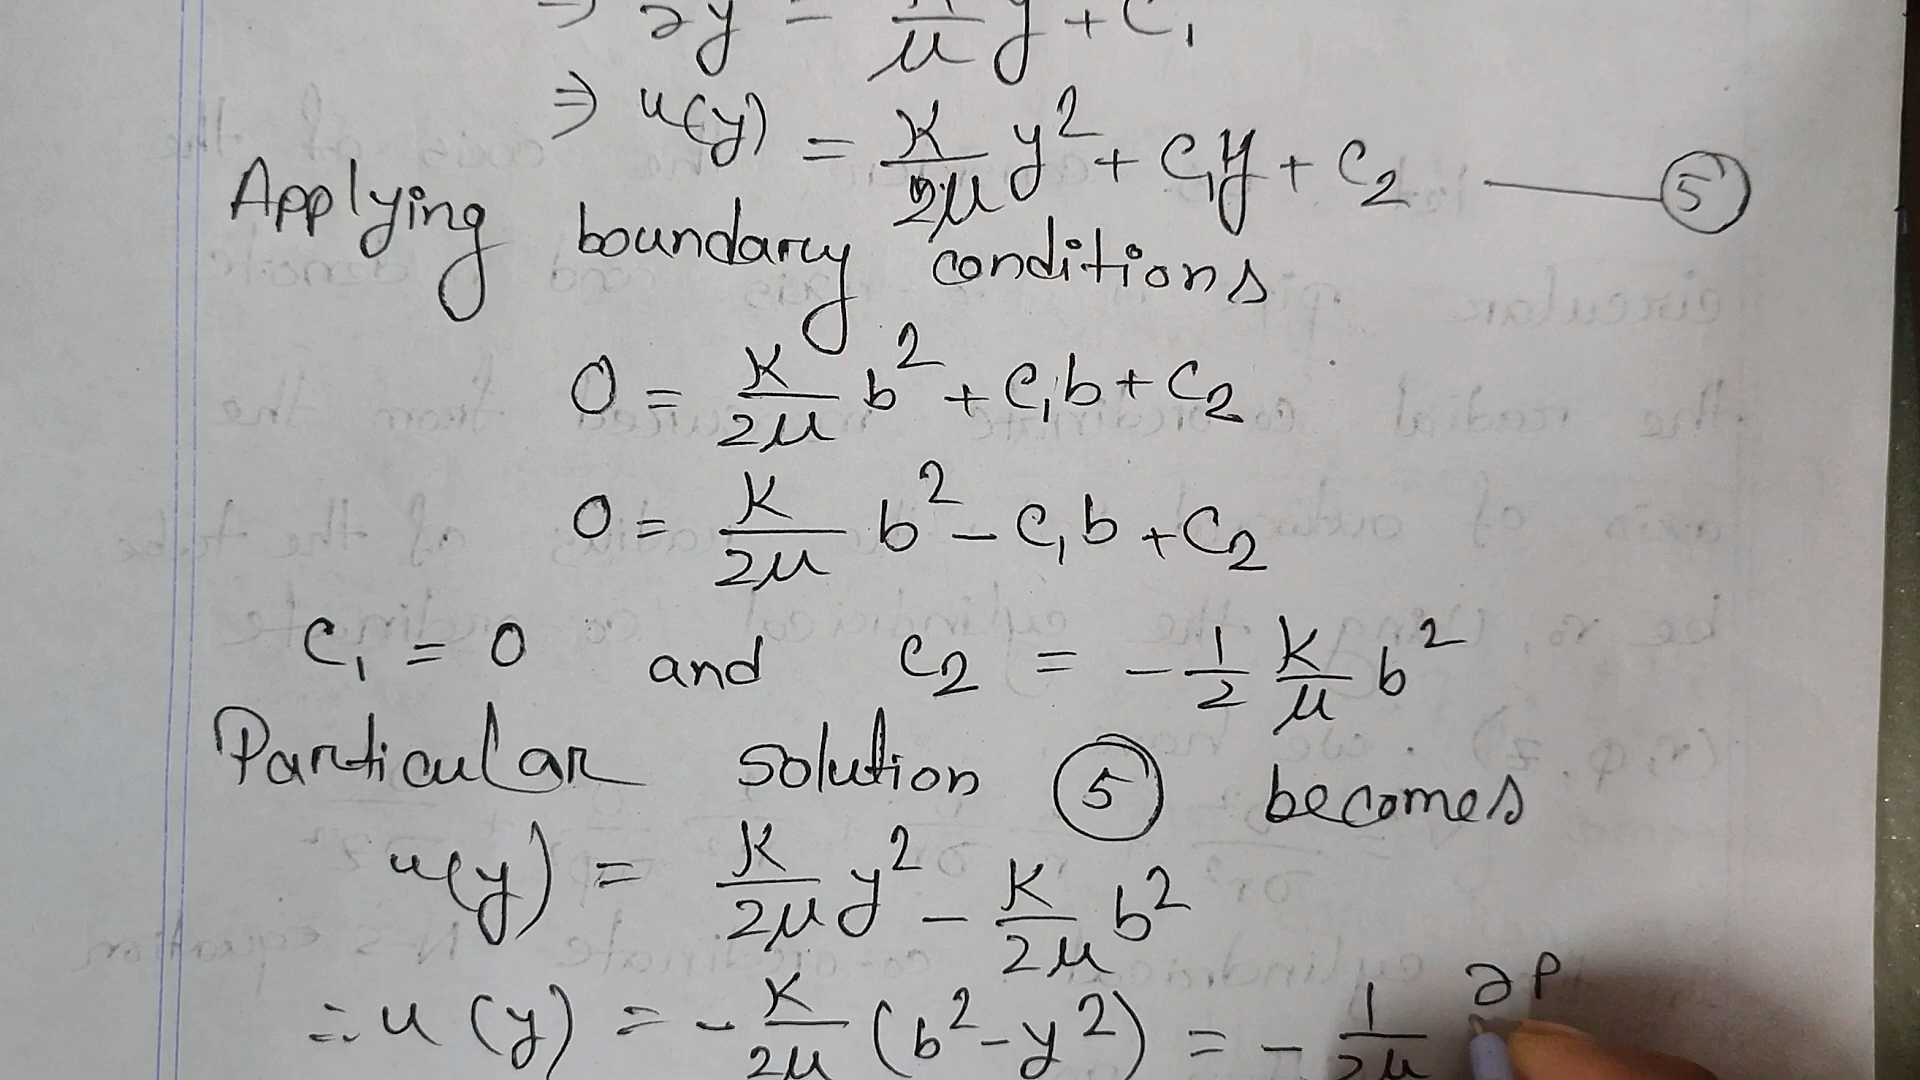 ⇒ ∂y = K/μ y + C₁
⇒ u(y) = K/2μ y² + C₁y + C₂ —— ⑤
Applying boundary conditions
0 = K/2μ b² + C₁b + C₂
0 = K/2μ b² - C₁b + C₂
C₁ = 0 and C₂ = -1/2 K/μ b²
Particular solution ⑤ becomes
u(y) = K/2μ y² - K/2μ b²
∴ u(y) = - K/2μ (b² - y²) = - 1/2μ ∂P